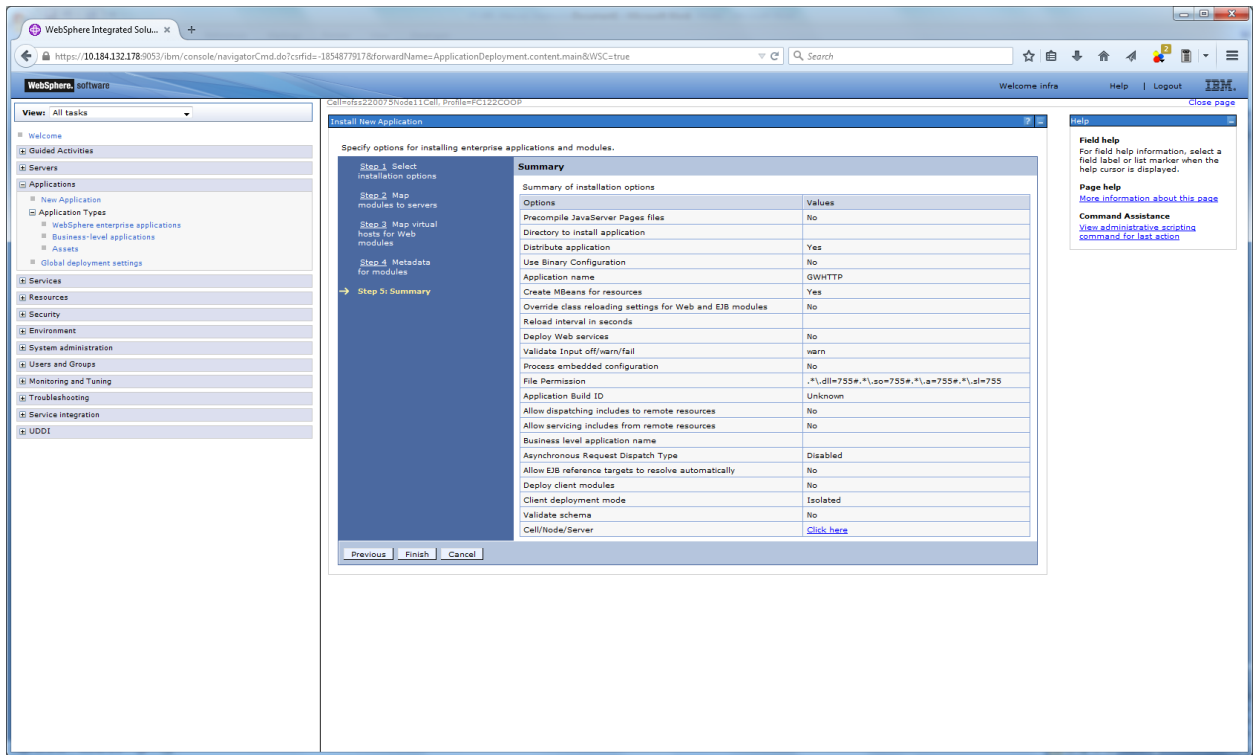 WebSphere Integrated Solu...
https://10.184.132.178:9053/ibm/console/navigatorCmd.do?csrfid=-1854877917&forwardName=ApplicationDeployment.content.main&WSC=true
Search
2
WebSphere. software
Welcome infra
Help | Logout
IBM.
View: All tasks
Welcome
Guided Activities
Servers
Applications
New Application
Application Types
WebSphere enterprise applications
Business-level applications
Assets
Global deployment settings
Services
Resources
Security
Environment
System administration
Users and Groups
Monitoring and Tuning
Troubleshooting
Service integration
UDDI
Cell=ofss220075Node11Cell, Profile=FC122COOP
Close page
Install New Application
?
Specify options for installing enterprise applications and modules.
Step 1 Select
installation options
Step 2 Map
modules to servers
Step 3 Map virtual
hosts for Web
modules
Step 4 Metadata
for modules
Step 5: Summary
Summary
Summary of installation options
Options Values
Precompile JavaServer Pages files No
Directory to install application
Distribute application Yes
Use Binary Configuration No
Application name GWHTTP
Create MBeans for resources Yes
Override class reloading settings for Web and EJB modules No
Reload interval in seconds
Deploy Web services No
Validate Input off/warn/fail warn
Process embedded configuration No
File Permission .*\.dll=755#.*\.so=755#.*\.a=755#.*\.sl=755
Application Build ID Unknown
Allow dispatching includes to remote resources No
Allow servicing includes from remote resources No
Business level application name
Asynchronous Request Dispatch Type Disabled
Allow EJB reference targets to resolve automatically No
Deploy client modules No
Client deployment mode Isolated
Validate schema No
Cell/Node/Server Click here
Previous Finish Cancel
Help
Field help
For field help information, select a
field label or list marker when the
help cursor is displayed.
Page help
More information about this page
Command Assistance
View administrative scripting
command for last action